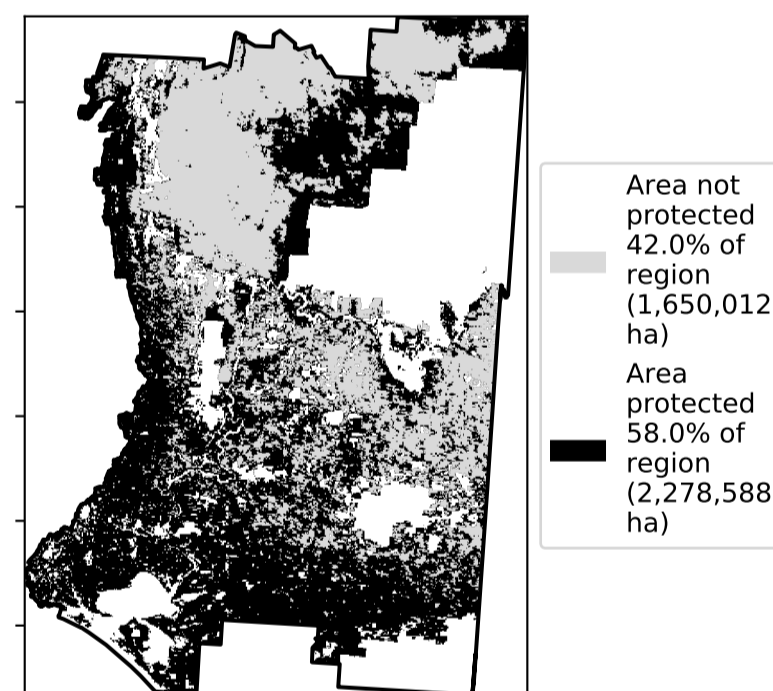 Area not
protected
42.0% of
region
(1,650,012
ha)
Area
protected
58.0% of
region
(2,278,588
ha)